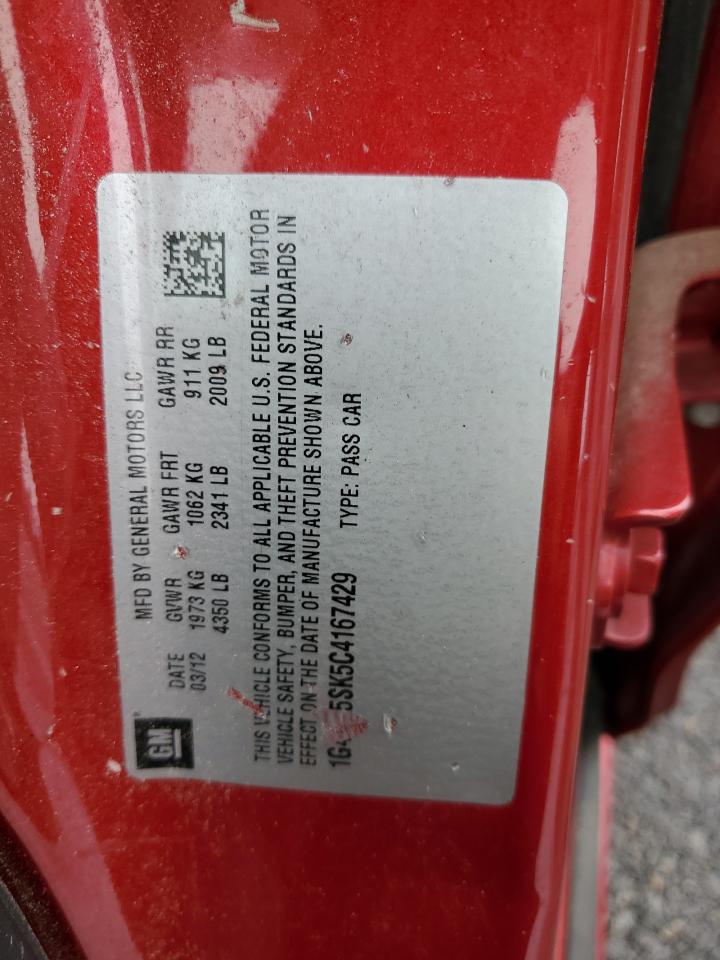 GM
MFD BY GENERAL MOTORS LLC
DATE GVWR GAWR FRT GAWR RR
03/12 1973 KG 1062 KG 911 KG
4350 LB 2341 LB 2009 LB
THIS VEHICLE CONFORMS TO ALL APPLICABLE U.S. FEDERAL MOTOR
VEHICLE SAFETY, BUMPER, AND THEFT PREVENTION STANDARDS IN
EFFECT ON THE DATE OF MANUFACTURE SHOWN ABOVE.
TYPE: PASS CAR